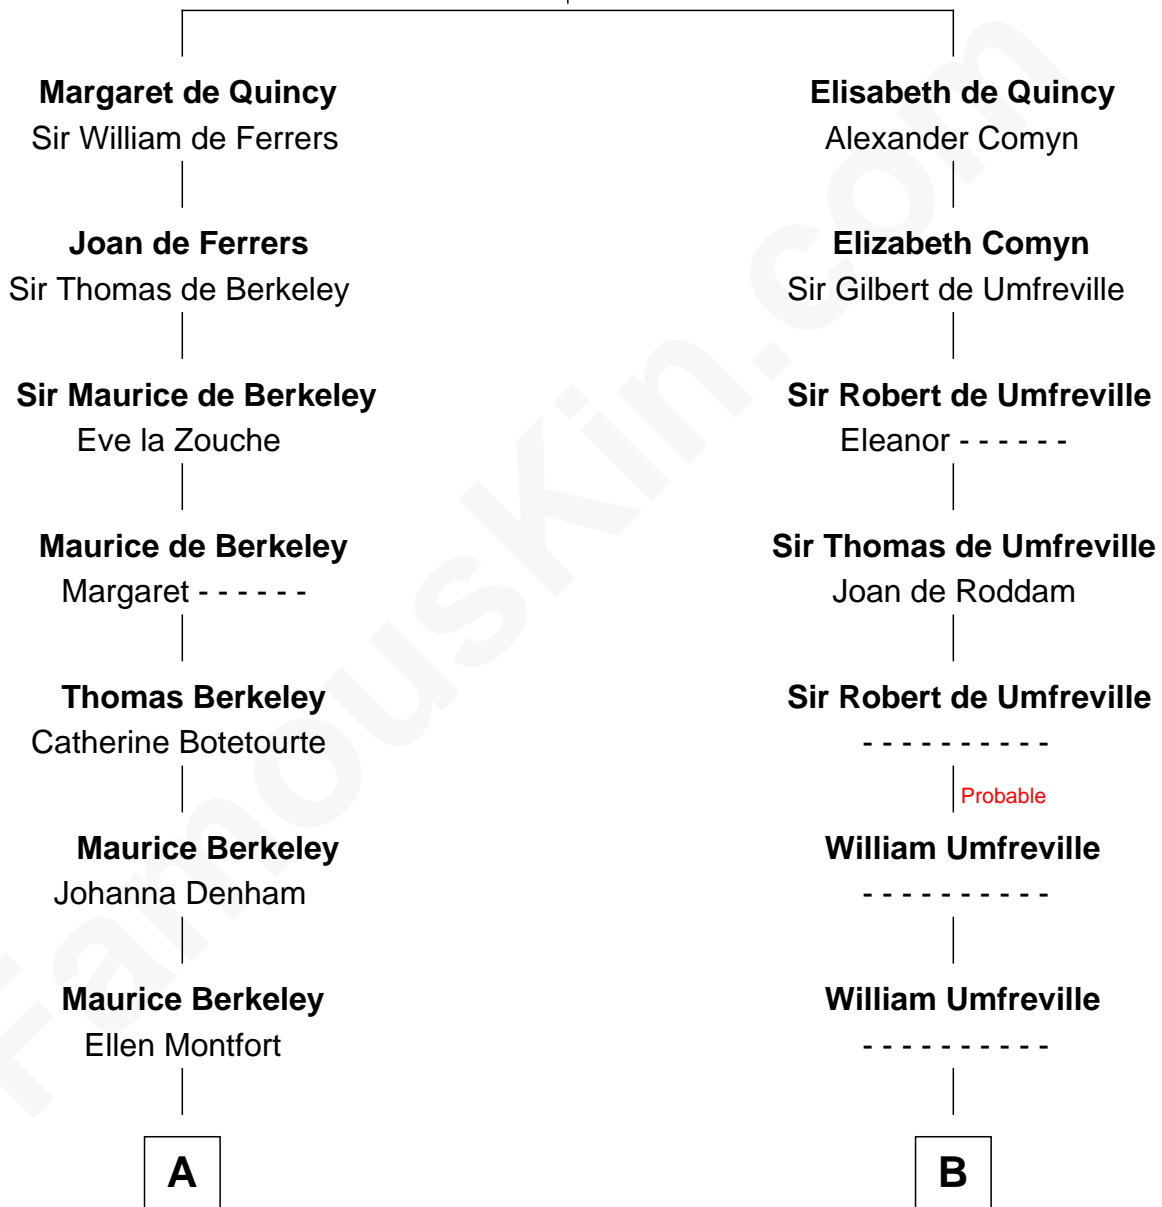 Margaret de Quincy
Sir William de Ferrers
Joan de Ferrers
Sir Thomas de Berkeley
Sir Maurice de Berkeley
Eve la Zouche
Maurice de Berkeley
Margaret - - - - - -
Thomas Berkeley
Catherine Botetourte
Maurice Berkeley
Johanna Denham
Maurice Berkeley
Ellen Montfort
A
Elisabeth de Quincy
Alexander Comyn
Elizabeth Comyn
Sir Gilbert de Umfreville
Sir Robert de Umfreville
Eleanor - - - - - -
Sir Thomas de Umfreville
Joan de Roddam
Sir Robert de Umfreville
- - - - - - - - - -
Probable
William Umfreville
- - - - - - - - - -
William Umfreville
- - - - - - - - - -
B
FamousKin.com